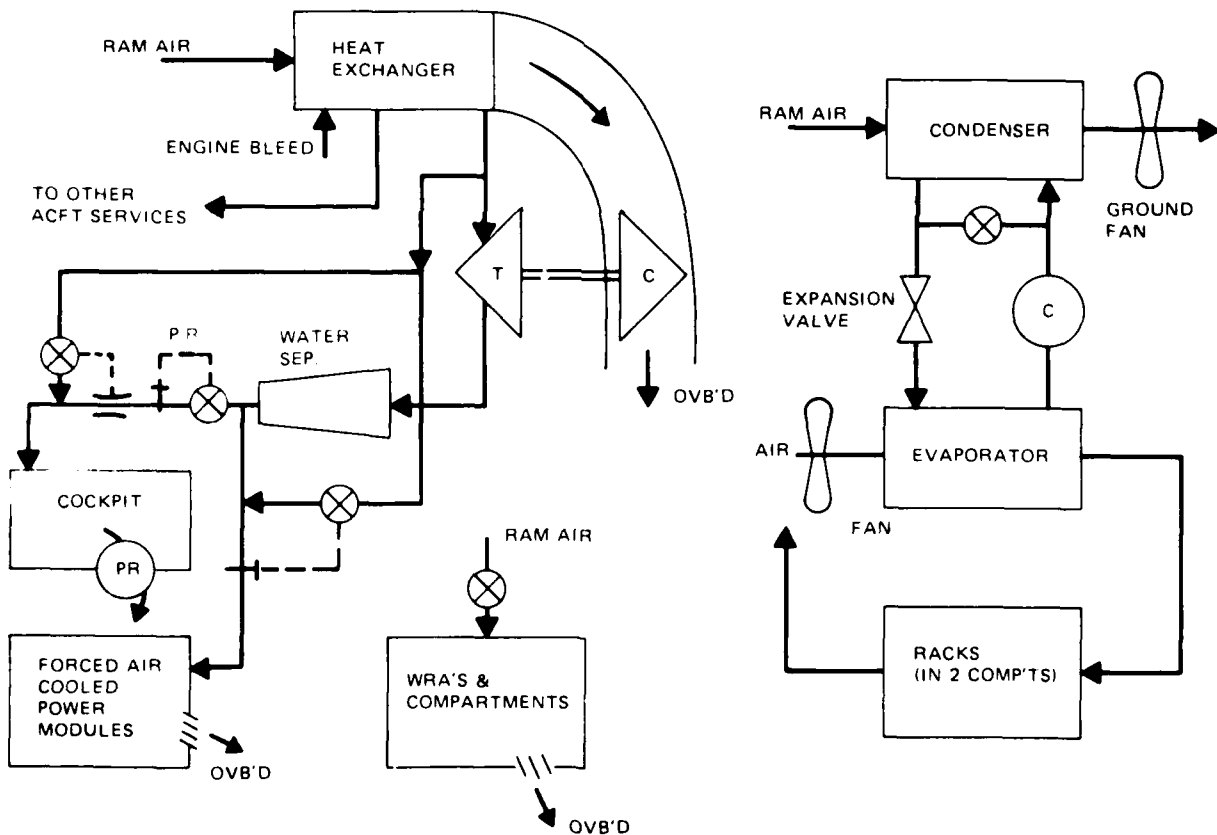 RAM AIR
HEAT
EXCHANGER
ENGINE BLEED
TO OTHER
ACFT SERVICES
T
C
OVB'D
P.R
WATER
SEP.
COCKPIT
PR
FORCED AIR
COOLED
POWER
MODULES
OVB'D
RAM AIR
WRA'S &
COMPARTMENTS
OVB'D
RAM AIR
CONDENSER
GROUND
FAN
EXPANSION
VALVE
C
AIR
EVAPORATOR
FAN
RACKS
(IN 2 COMP'TS)